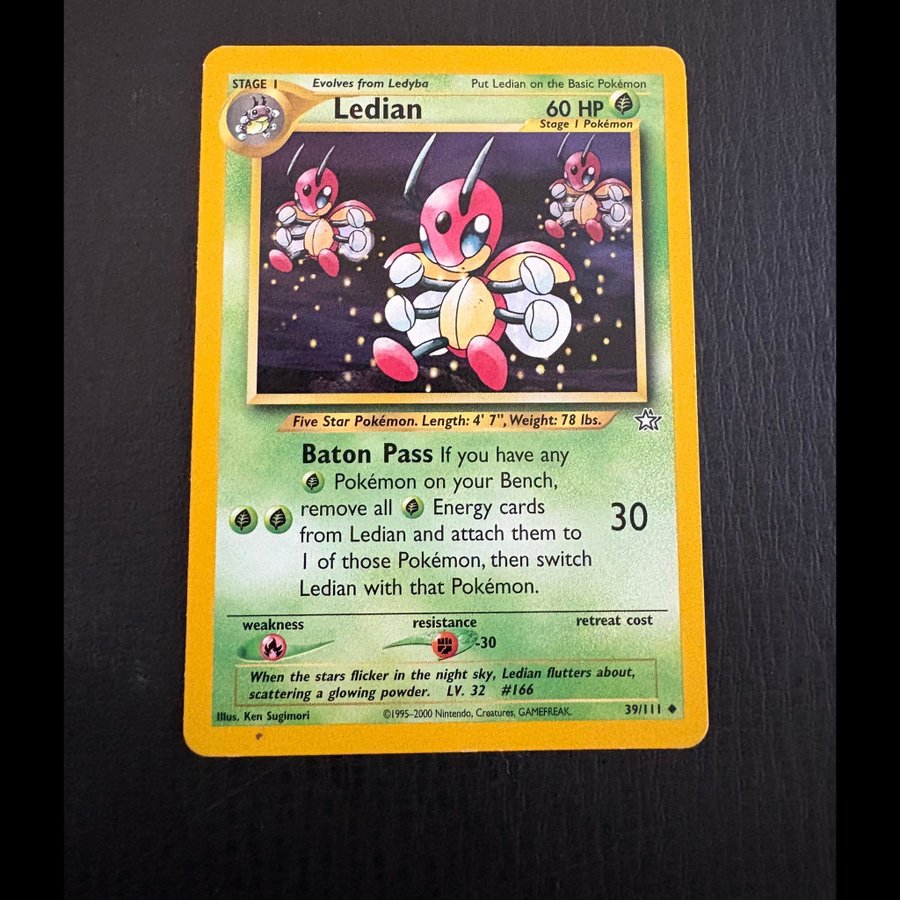 STAGE 1 Evolves from Ledyba Put Ledian on the Basic Pokémon
Ledian 60 HP
Stage 1 Pokémon
Five Star Pokémon. Length: 4' 7", Weight: 78 lbs.
Baton Pass If you have any
Pokémon on your Bench,
remove all Energy cards
from Ledian and attach them to 30
1 of those Pokémon, then switch
Ledian with that Pokémon.
weakness resistance retreat cost
-30
When the stars flicker in the night sky, Ledian flutters about,
scattering a glowing powder. LV. 32 #166
Illus. Ken Sugimori ©1995–2000 Nintendo, Creatures, GAMEFREAK. 39/111